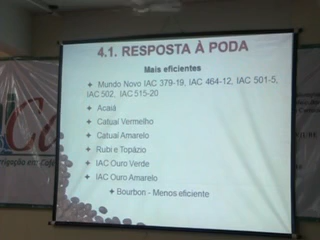 4.1. RESPOSTA À PODA
Mais eficientes
+ Mundo Novo IAC 379-19, IAC 464-12, IAC 501-5,
IAC 502, IAC 515-20
+ Acaiá
+ Catuaí Vermelho
+ Catuaí Amarelo
+ Rubi e Topázio
+ IAC Ouro Verde
+ IAC Ouro Amarelo
+ Bourbon - Menos eficiente